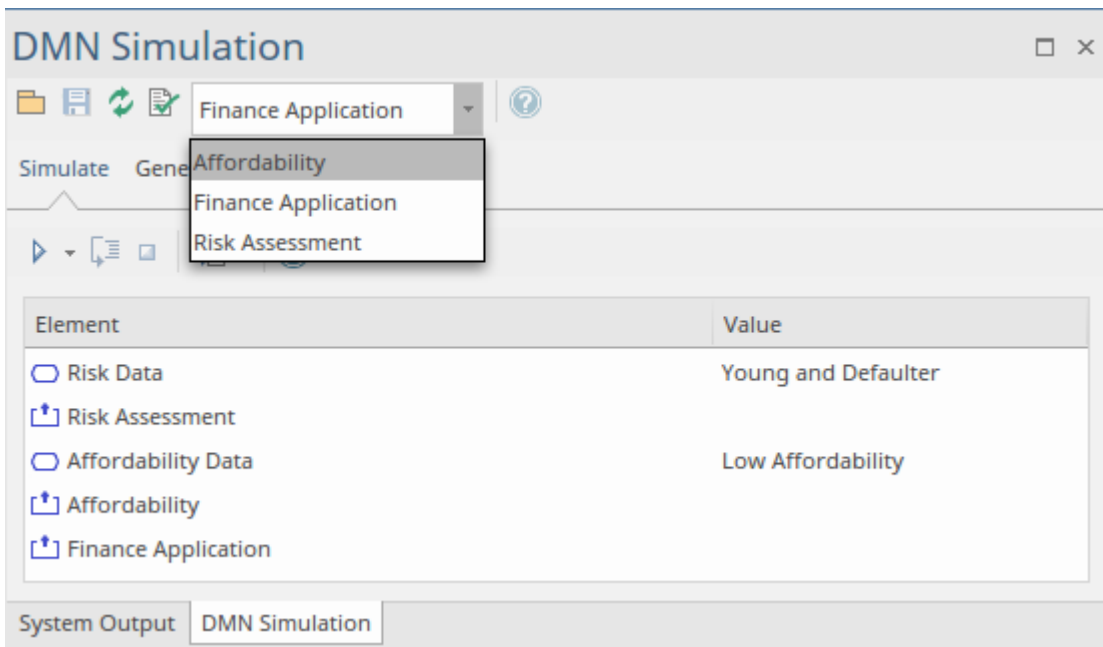 DMN Simulation
Finance Application
Affordability
Simulate Gene
Finance Application
Risk Assessment
Element Value
Risk Data Young and Defaulter
Risk Assessment
Affordability Data Low Affordability
Affordability
Finance Application
System Output DMN Simulation